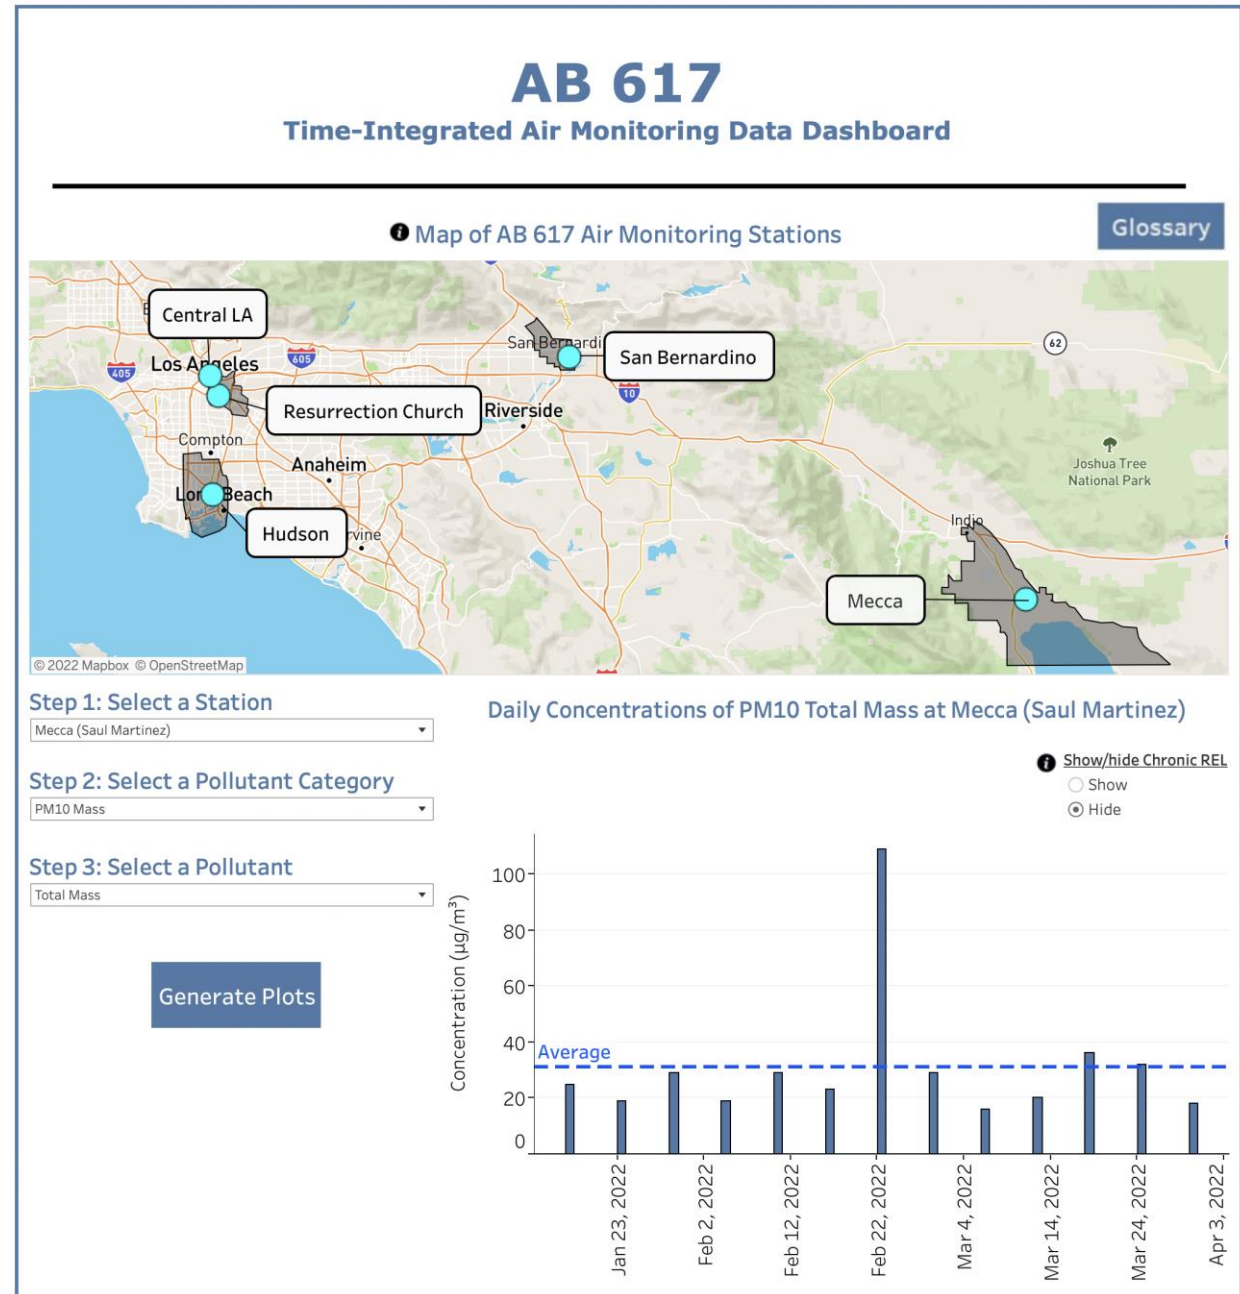 AB 617
Time-Integrated Air Monitoring Data Dashboard
Map of AB 617 Air Monitoring Stations
Glossary
Central LA
Los Angeles
405
605
San Bernardi
San Bernardino
62
10
Resurrection Church
Riverside
Compton
Anaheim
Joshua Tree
National Park
Long Beach
Hudson
rvine
Indio
Mecca
© 2022 Mapbox © OpenStreetMap
Step 1: Select a Station
Mecca (Saul Martinez)
Step 2: Select a Pollutant Category
PM10 Mass
Step 3: Select a Pollutant
Total Mass
Generate Plots
Daily Concentrations of PM10 Total Mass at Mecca (Saul Martinez)
Show/hide Chronic REL
Show
Hide
Concentration (µg/m³)
100
80
60
40
20
0
Average
Jan 23, 2022
Feb 2, 2022
Feb 12, 2022
Feb 22, 2022
Mar 4, 2022
Mar 14, 2022
Mar 24, 2022
Apr 3, 2022